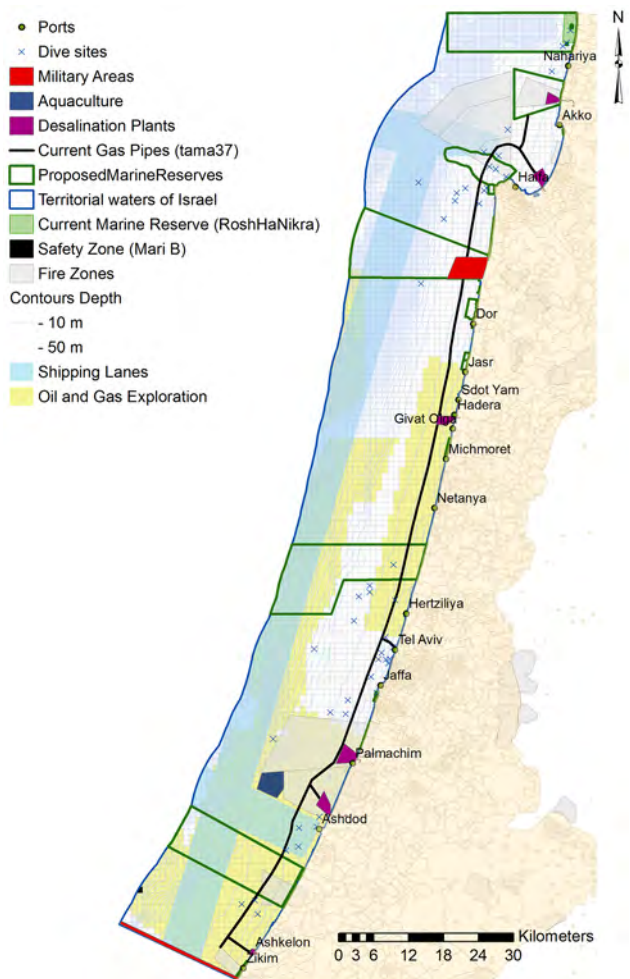 Ports
Dive sites
Military Areas
Aquaculture
Desalination Plants
Current Gas Pipes (tama37)
ProposedMarineReserves
Territorial waters of Israel
Current Marine Reserve (RoshHaNikra)
Safety Zone (Mari B)
Fire Zones
Contours Depth
- 10 m
- 50 m
Shipping Lanes
Oil and Gas Exploration
N
Nahariya
Akko
Haifa
Dor
Jasr
Sdot Yam
Hadera
Givat Olga
Michmoret
Netanya
Hertziliya
Tel Aviv
Jaffa
Palmachim
Ashdod
Ashkelon
Zikim
Kilometers
0 3 6 12 18 24 30